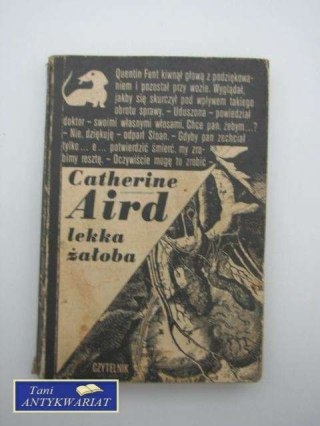 Quentin Fent kiwnął głową z podziękowa-
niem i pozostał przy wozie. Wyglądał,
jakby się skurczył pod wpływem takiego
obrotu sprawy. – Uduszona – powiedział
doktor – swoimi własnymi włosami. Chce pan, żebym...?
– Nie, dziękuję – odparł Sloan. – Gdyby pan zechciał
tylko ... e ... potwierdzić śmierć, my zro-
bimy resztę. – Oczywiście mogę to zrobić –
Catherine
Aird
lekka
żałoba
CZYTELNIK
Tani
ANTYKWARIAT